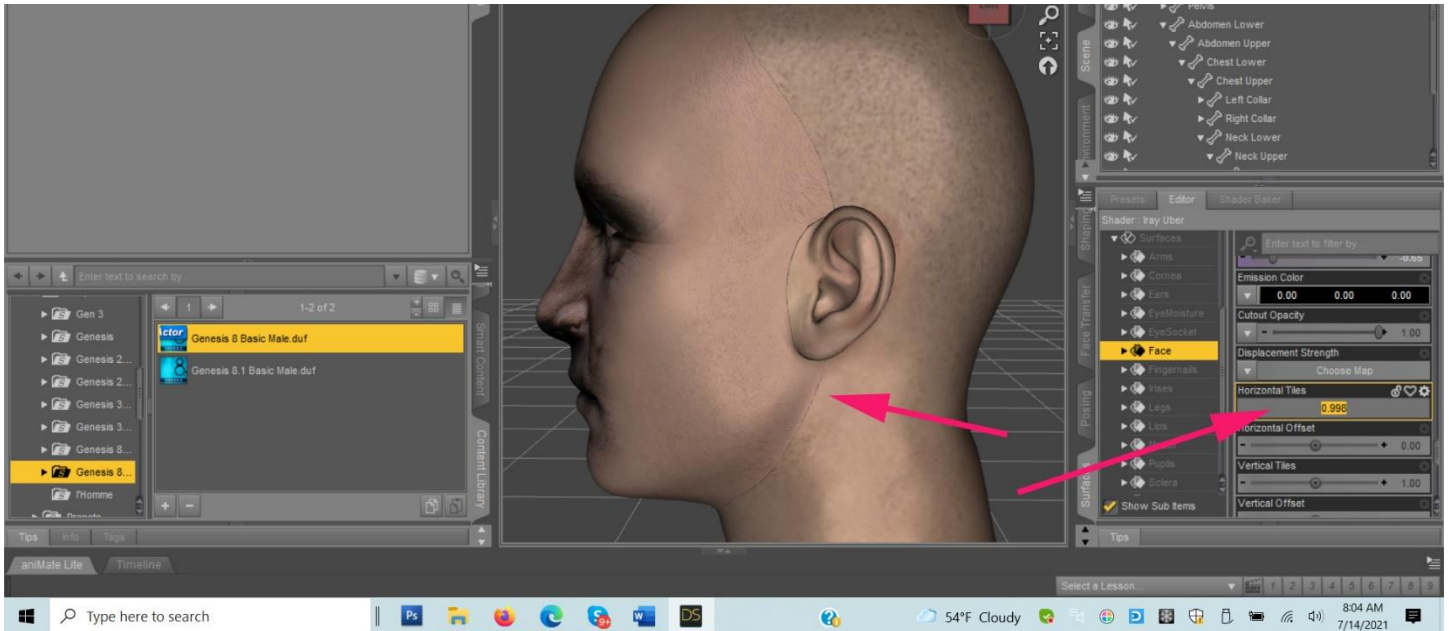 Pelvis
Abdomen Lower
Abdomen Upper
Chest Lower
Chest Upper
Left Collar
Right Collar
Neck Lower
Neck Upper
Scene
Environment
Presets
Editor
Shader Baker
Shader : Iray Uber
Shaping
Face Transfer
Posing
Surfaces
Surfaces
Arms
Cornea
Ears
EyeMoisture
EyeSocket
Face
Fingernails
Irises
Legs
Lips
Pupils
Sclera
Show Sub Items
Enter text to filter by...
-0.65
Emission Color
0.00 0.00 0.00
Cutout Opacity
1.00
Displacement Strength
Choose Map
Horizontal Tiles
0.998
Horizontal Offset
0.00
Vertical Tiles
1.00
Vertical Offset
Tips
Enter text to search by...
Gen 3
Genesis
Genesis 2...
Genesis 2...
Genesis 3...
Genesis 3...
Genesis 8...
Genesis 8...
l'Homme
1
1-2 of 2
Genesis 8 Basic Male.duf
Genesis 8.1 Basic Male.duf
Smart Content
Content Library
Tips
Info
Tags
aniMate Lite
Timeline
Select a Lesson...
1 2 3 4 5 6 7 8 9
Type here to search
Ps
DS
54°F Cloudy
8:04 AM
7/14/2021